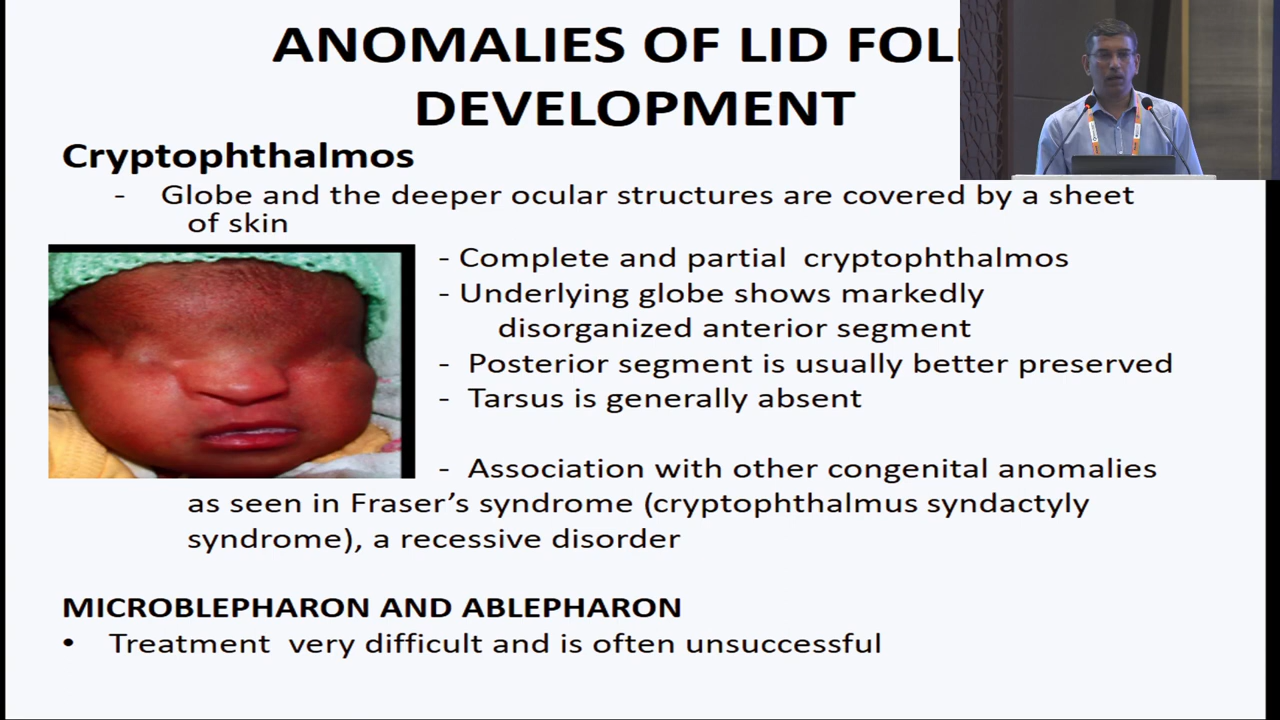 ANOMALIES OF LID
DEVELOPMENT
Cryptophthalmos
- Globe and the deeper ocular structures are covered by a sheet
of skin
- Complete and partial cryptophthalmos
- Underlying globe shows markedly
disorganized anterior segment
- Posterior segment is usually better preserved
- Tarsus is generally absent
- Association with other congenital anomalies
as seen in Fraser’s syndrome (cryptophthalmus syndactyly
syndrome), a recessive disorder
MICROBLEPHARON AND ABLEPHARON
• Treatment very difficult and is often unsuccessful